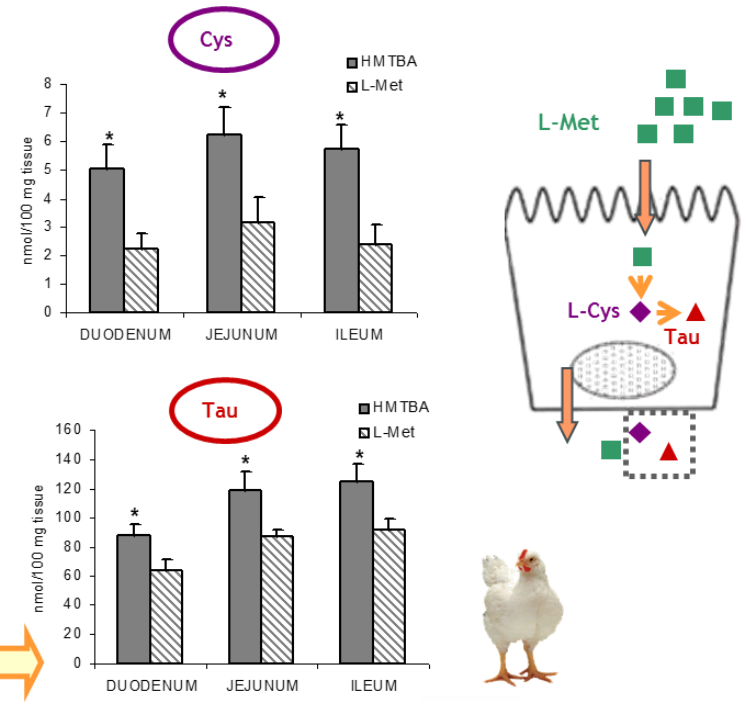 Cys
HMTBA
L-Met
nmol/100 mg tissue
8
7
6
5
4
3
2
1
0
* * *
DUODENUM JEJUNUM ILEUM
Tau
HMTBA
L-Met
nmol/100 mg tissue
160
140
120
100
80
60
40
20
0
* * *
DUODENUM JEJUNUM ILEUM
L-Met
L-Cys
Tau